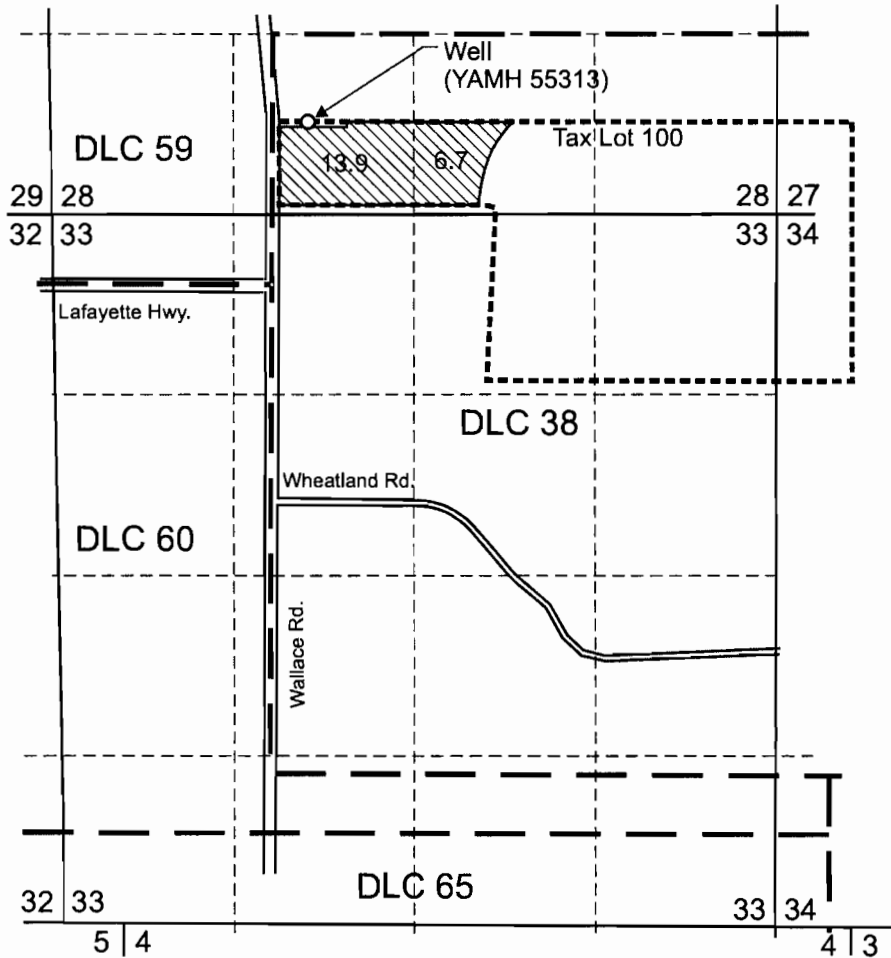 Well
(YAMH 55313)
DLC 59
Tax Lot 100
13.9
6.7
29 28
28 27
32 33
33 34
Lafayette Hwy.
DLC 38
Wheatland Rd.
DLC 60
Wallace Rd.
DLC 65
32 33
33 34
5 4
4 3